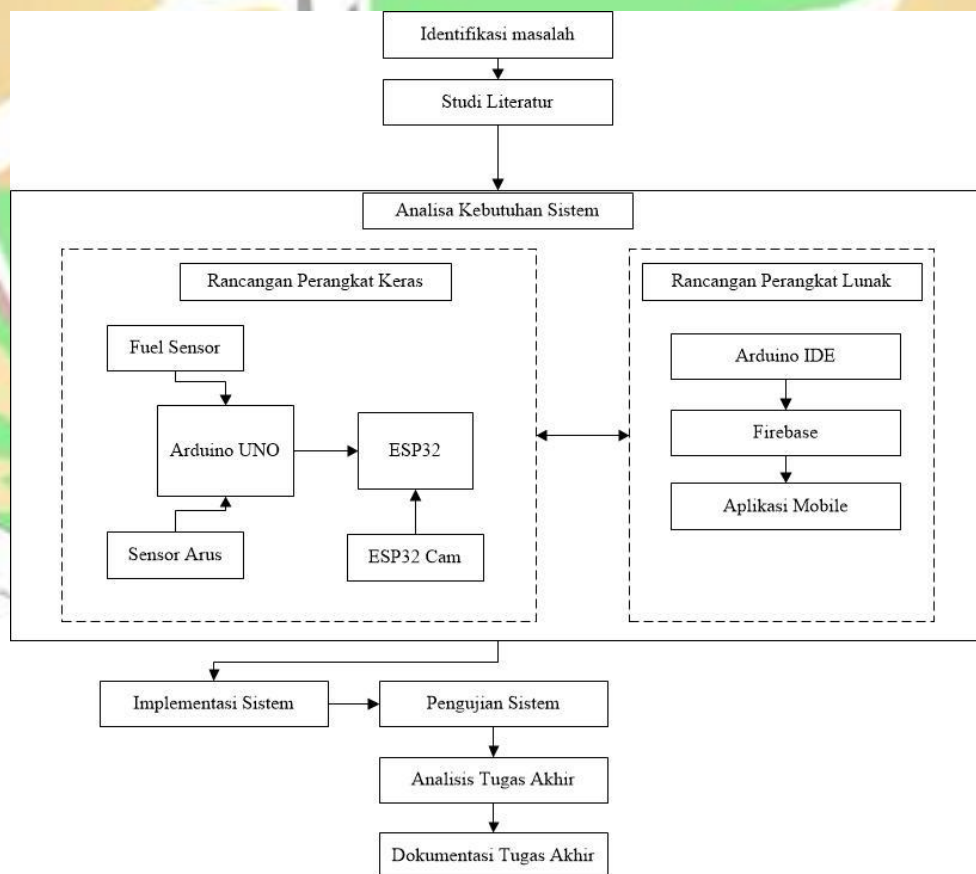 Identifikasi masalah
Studi Literatur
Analisa Kebutuhan Sistem
Rancangan Perangkat Keras
Fuel Sensor
Arduino UNO
ESP32
Sensor Arus
ESP32 Cam
Rancangan Perangkat Lunak
Arduino IDE
Firebase
Aplikasi Mobile
Implementasi Sistem
Pengujian Sistem
Analisis Tugas Akhir
Dokumentasi Tugas Akhir